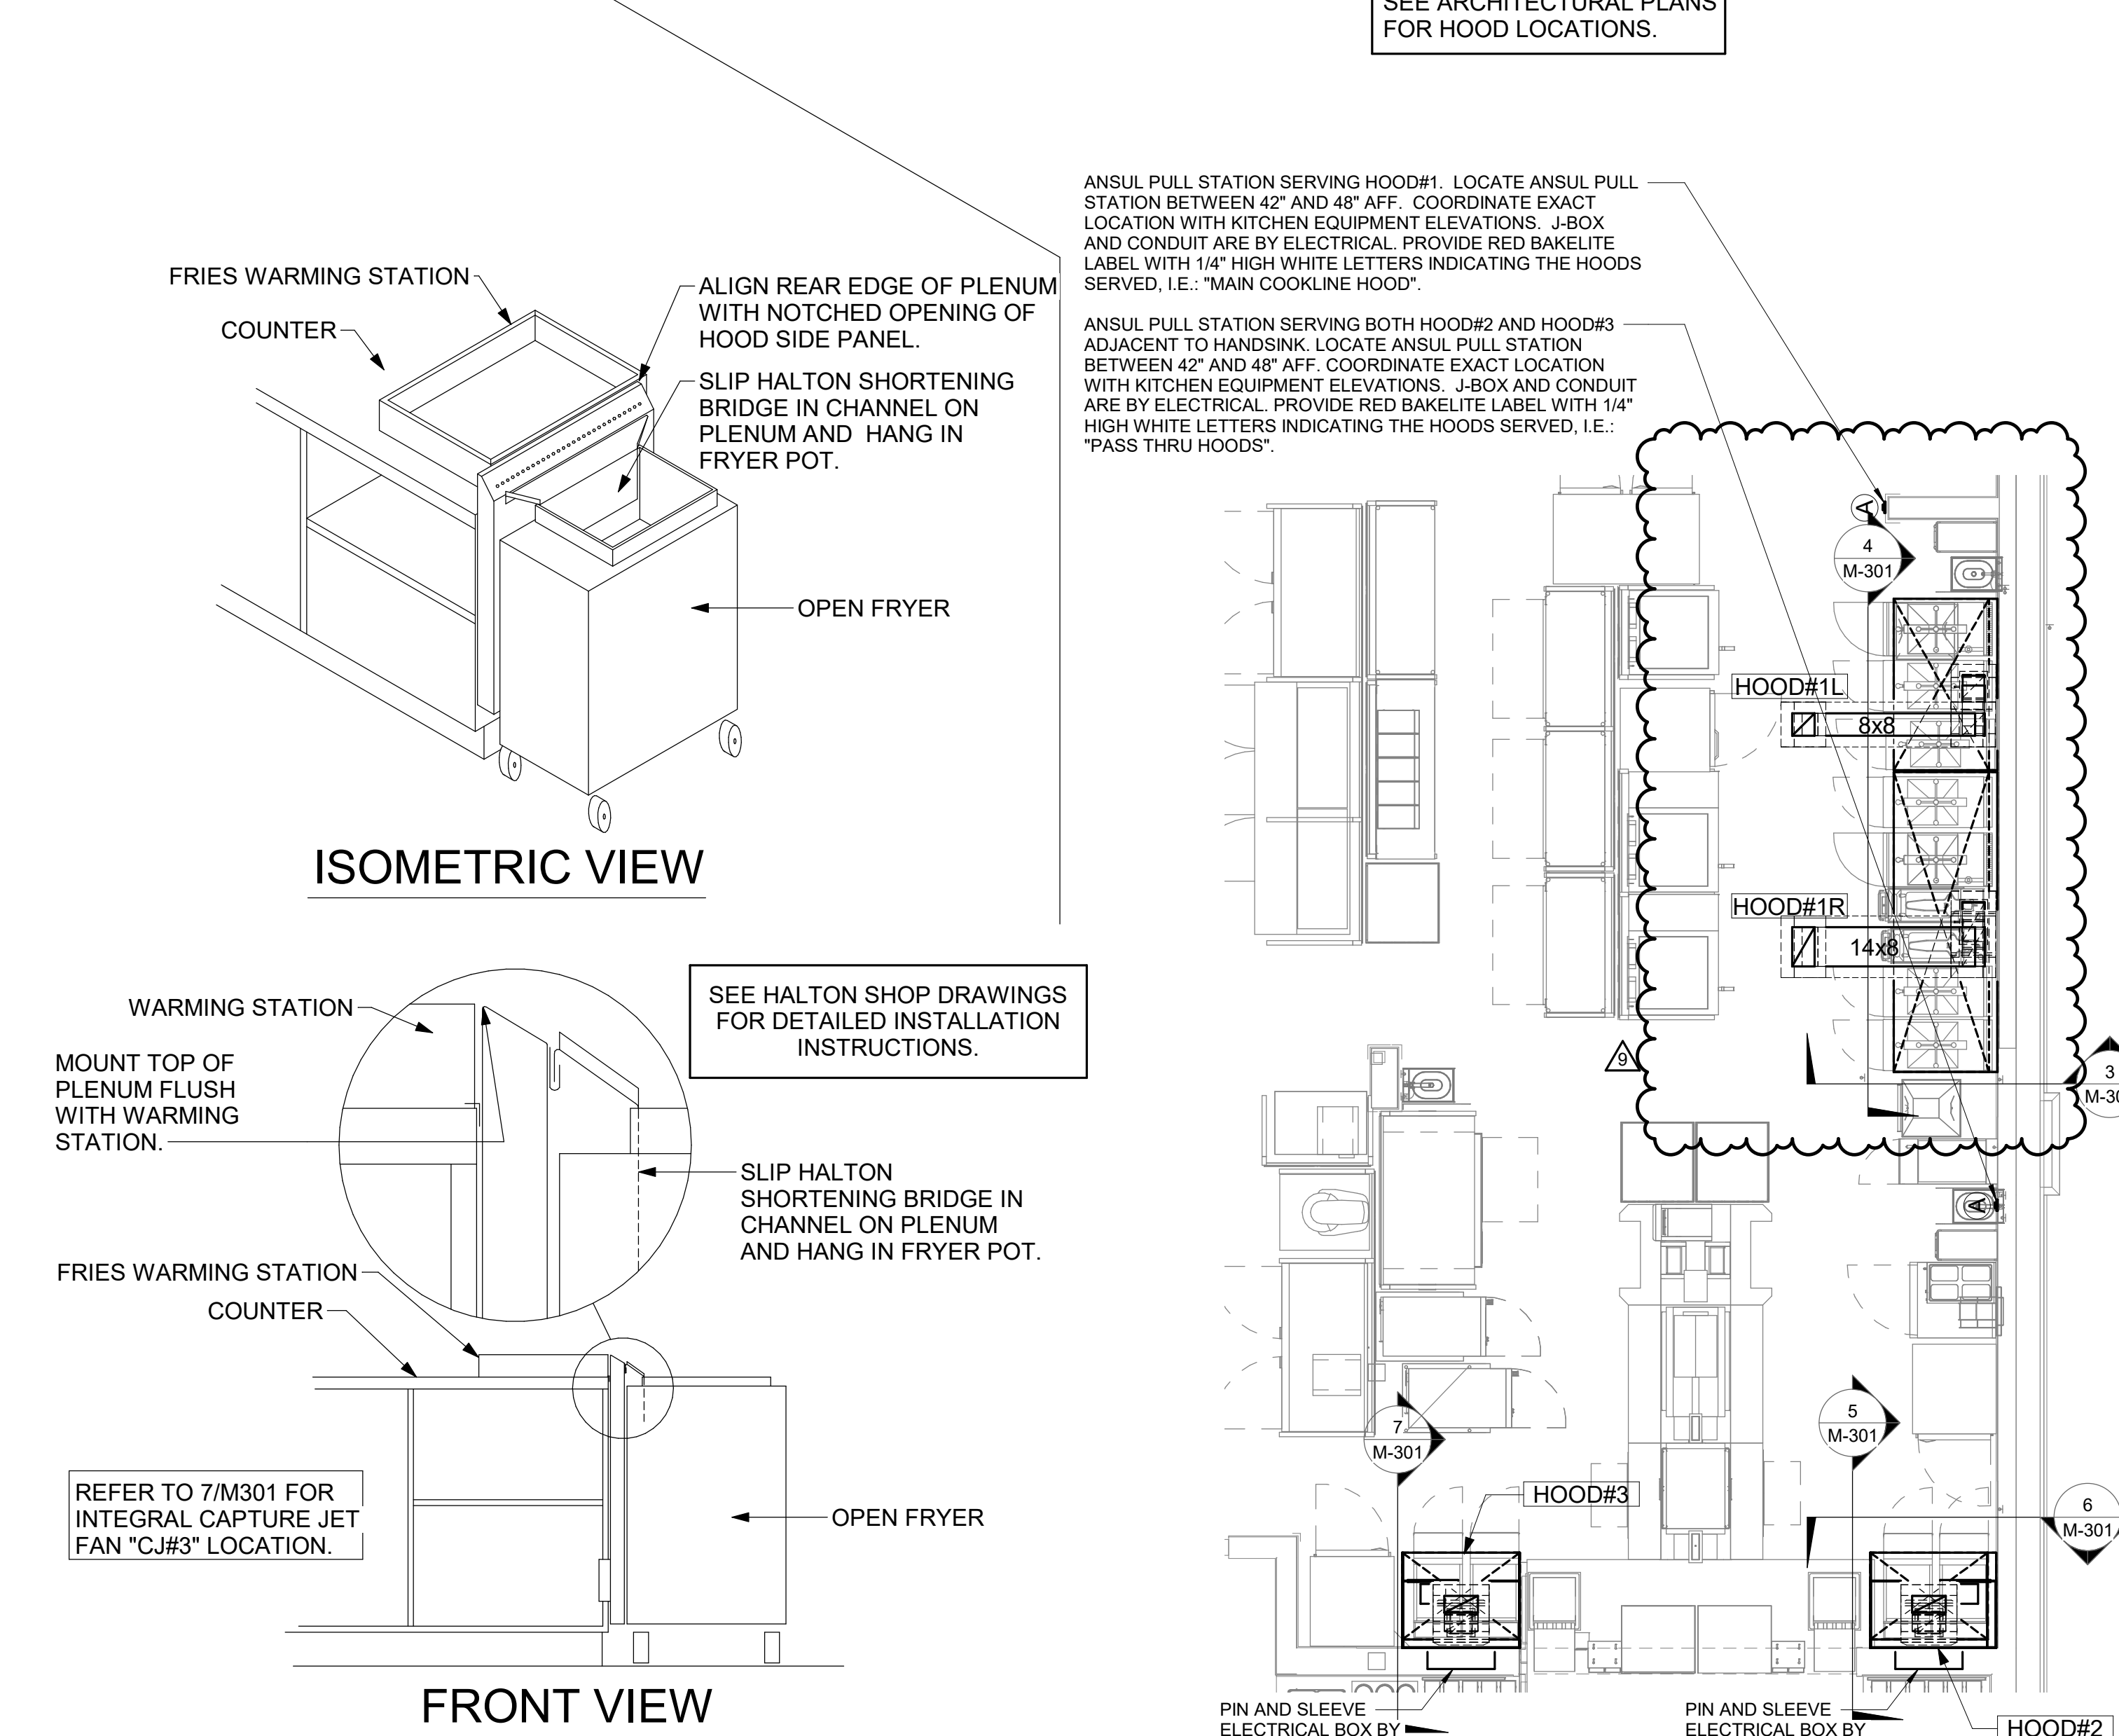 SEE ARCHITECTURAL PLANS
FOR HOOD LOCATIONS.
ANSUL PULL STATION SERVING HOOD#1. LOCATE ANSUL PULL
STATION BETWEEN 42" AND 48" AFF. COORDINATE EXACT
LOCATION WITH KITCHEN EQUIPMENT ELEVATIONS. J-BOX
AND CONDUIT ARE BY ELECTRICAL. PROVIDE RED BAKELITE
LABEL WITH 1/4" HIGH WHITE LETTERS INDICATING THE HOODS
SERVED, I.E.: "MAIN COOKLINE HOOD".
ANSUL PULL STATION SERVING BOTH HOOD#2 AND HOOD#3
ADJACENT TO HANDSINK. LOCATE ANSUL PULL STATION
BETWEEN 42" AND 48" AFF. COORDINATE EXACT LOCATION
WITH KITCHEN EQUIPMENT ELEVATIONS. J-BOX AND CONDUIT
ARE BY ELECTRICAL. PROVIDE RED BAKELITE LABEL WITH 1/4"
HIGH WHITE LETTERS INDICATING THE HOODS SERVED, I.E.:
"PASS THRU HOODS".
FRIES WARMING STATION
COUNTER
ALIGN REAR EDGE OF PLENUM
WITH NOTCHED OPENING OF
HOOD SIDE PANEL.
SLIP HALTON SHORTENING
BRIDGE IN CHANNEL ON
PLENUM AND HANG IN
FRYER POT.
OPEN FRYER
ISOMETRIC VIEW
WARMING STATION
MOUNT TOP OF
PLENUM FLUSH
WITH WARMING
STATION.
SEE HALTON SHOP DRAWINGS
FOR DETAILED INSTALLATION
INSTRUCTIONS.
SLIP HALTON
SHORTENING BRIDGE IN
CHANNEL ON PLENUM
AND HANG IN FRYER POT.
FRIES WARMING STATION
COUNTER
REFER TO 7/M301 FOR
INTEGRAL CAPTURE JET
FAN "CJ#3" LOCATION.
OPEN FRYER
FRONT VIEW
A
4
M-301
HOOD#1L
8x8
HOOD#1R
14x8
9
3
M-30
A
5
M-301
7
M-301
HOOD#3
6
M-301
PIN AND SLEEVE
ELECTRICAL BOX BY
PIN AND SLEEVE
ELECTRICAL BOX BY
HOOD#2